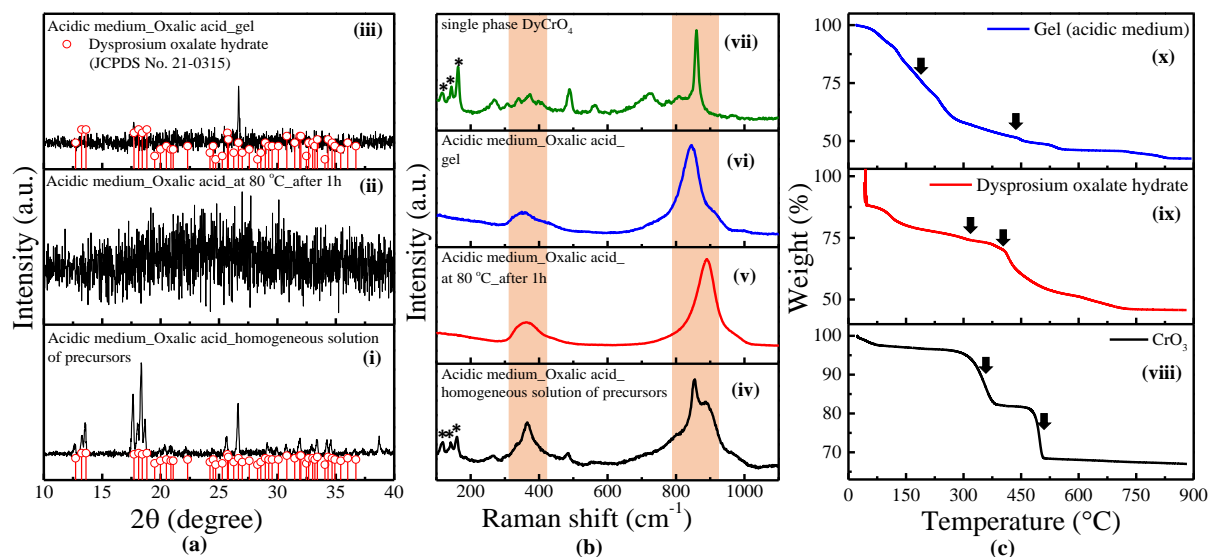 Acidic medium_Oxalic acid_gel
(iii)
Dysprosium oxalate hydrate
(JCPDS No. 21-0315)
Acidic medium_Oxalic acid_at 80 °C_after 1h
(ii)
Acidic medium_Oxalic acid_homogeneous solution
of precursors
(i)
Intensity (a.u.)
10 15 20 25 30 35 40
2θ (degree)
(a)
single phase DyCrO4
(vii)
* * *
Acidic medium_Oxalic acid_
gel
(vi)
Acidic medium_Oxalic acid_
at 80 °C_after 1h
(v)
Acidic medium_Oxalic acid_
homogeneous solution of precursors
(iv)
* * *
Intensity (a.u.)
200 400 600 800 1000
Raman shift (cm-1)
(b)
100
75
50
Gel (acidic medium)
(x)
100
75
50
Dysprosium oxalate hydrate
(ix)
100
90
80
70
CrO3
(viii)
Weight (%)
0 150 300 450 600 750 900
Temperature (°C)
(c)